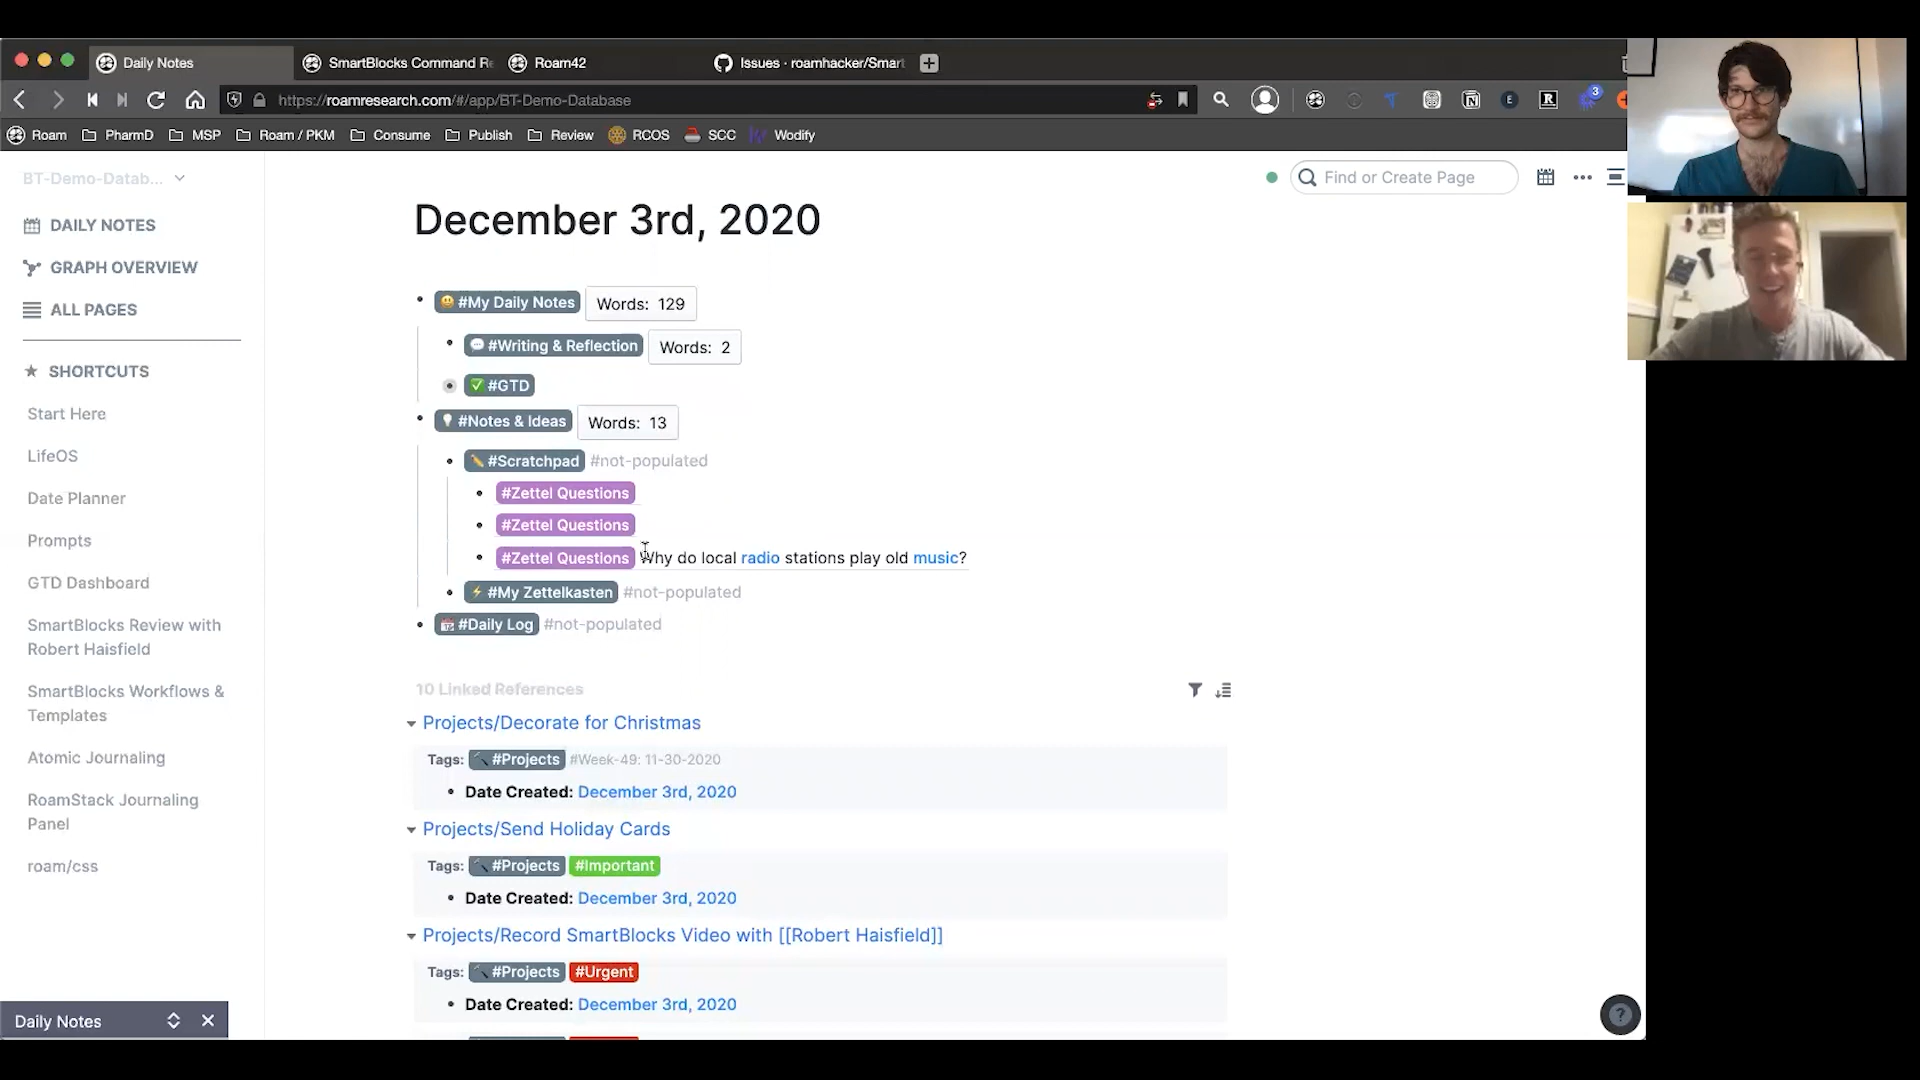 Daily Notes
SmartBlocks Command Re
Roam42
Issues · roamhacker/Smart
https://roamresearch.com/#/app/BT-Demo-Database
3
Roam
PharmD
MSP
Roam / PKM
Consume
Publish
Review
RCOS
SCC
Wodify
BT-Demo-Datab...
DAILY NOTES
GRAPH OVERVIEW
ALL PAGES
SHORTCUTS
Start Here
LifeOS
Date Planner
Prompts
GTD Dashboard
SmartBlocks Review with
Robert Haisfield
SmartBlocks Workflows &
Templates
Atomic Journaling
RoamStack Journaling
Panel
roam/css
Daily Notes
Find or Create Page
December 3rd, 2020
#My Daily Notes Words: 129
#Writing & Reflection Words: 2
#GTD
#Notes & Ideas Words: 13
#Scratchpad #not-populated
#Zettel Questions
#Zettel Questions
#Zettel Questions Why do local radio stations play old music?
#My Zettelkasten #not-populated
#Daily Log #not-populated
10 Linked References
Projects/Decorate for Christmas
Tags: #Projects #Week-49: 11-30-2020
Date Created: December 3rd, 2020
Projects/Send Holiday Cards
Tags: #Projects #Important
Date Created: December 3rd, 2020
Projects/Record SmartBlocks Video with [[Robert Haisfield]]
Tags: #Projects #Urgent
Date Created: December 3rd, 2020